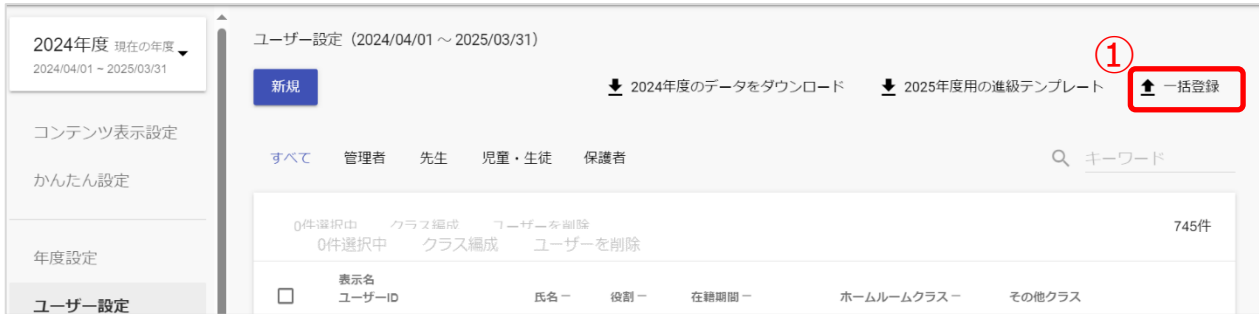 2024年度 現在の年度
2024/04/01 ~ 2025/03/31
コンテンツ表示設定
かんたん設定
年度設定
ユーザー設定
ユーザー設定（2024/04/01 ～ 2025/03/31）
①
新規
2024年度のデータをダウンロード
2025年度用の進級テンプレート
一括登録
すべて 管理者 先生 児童・生徒 保護者
キーワード
0件選択中 クラス編成 ユーザーを削除
745件
0件選択中 クラス編成 ユーザーを削除
表示名
ユーザーID 氏名 役割 在籍期間 ホームルームクラス その他クラス